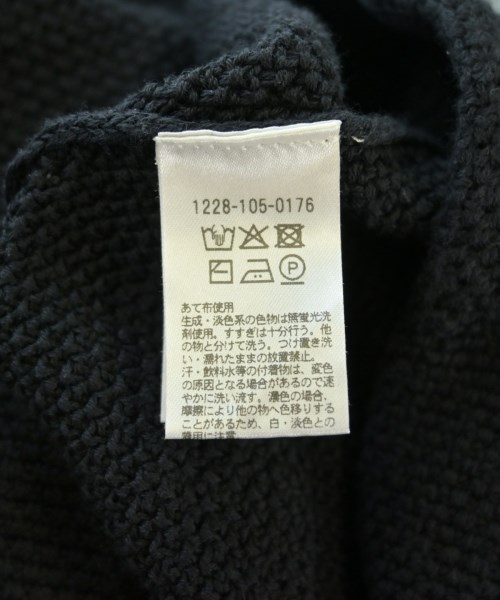 1228-105-0176
P
あて布使用
生成・淡色系の色物は無蛍光洗
剤使用。すすぎは十分行う。他
の物と分けて洗う。つけ置き洗
い・濡れたままの放置禁止。
汗・飲料水等の付着物は、変色
の原因となる場合があるので速
やかに洗い流す。濃色の場合、
摩擦により他の物へ色移りする
ことがあるため、白・淡色との
着用に注意